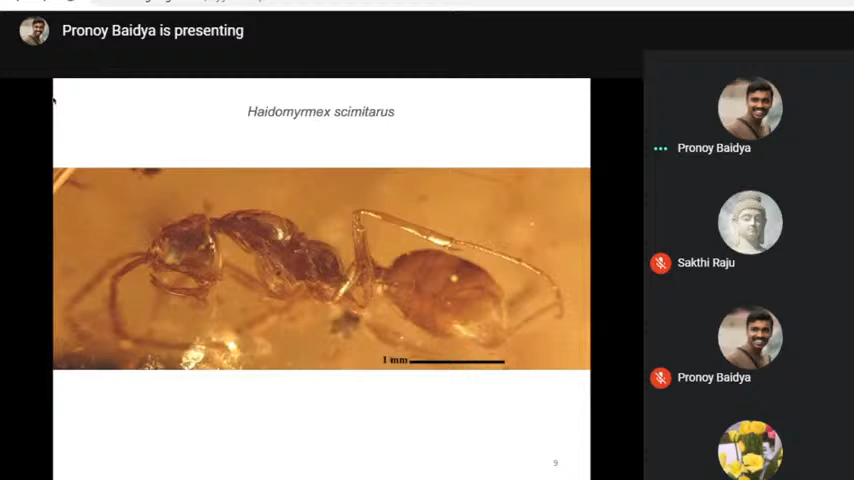 Pronoy Baidya is presenting
Haidomyrmex scimitarus
1 mm
9
Pronoy Baidya
Sakthi Raju
Pronoy Baidya